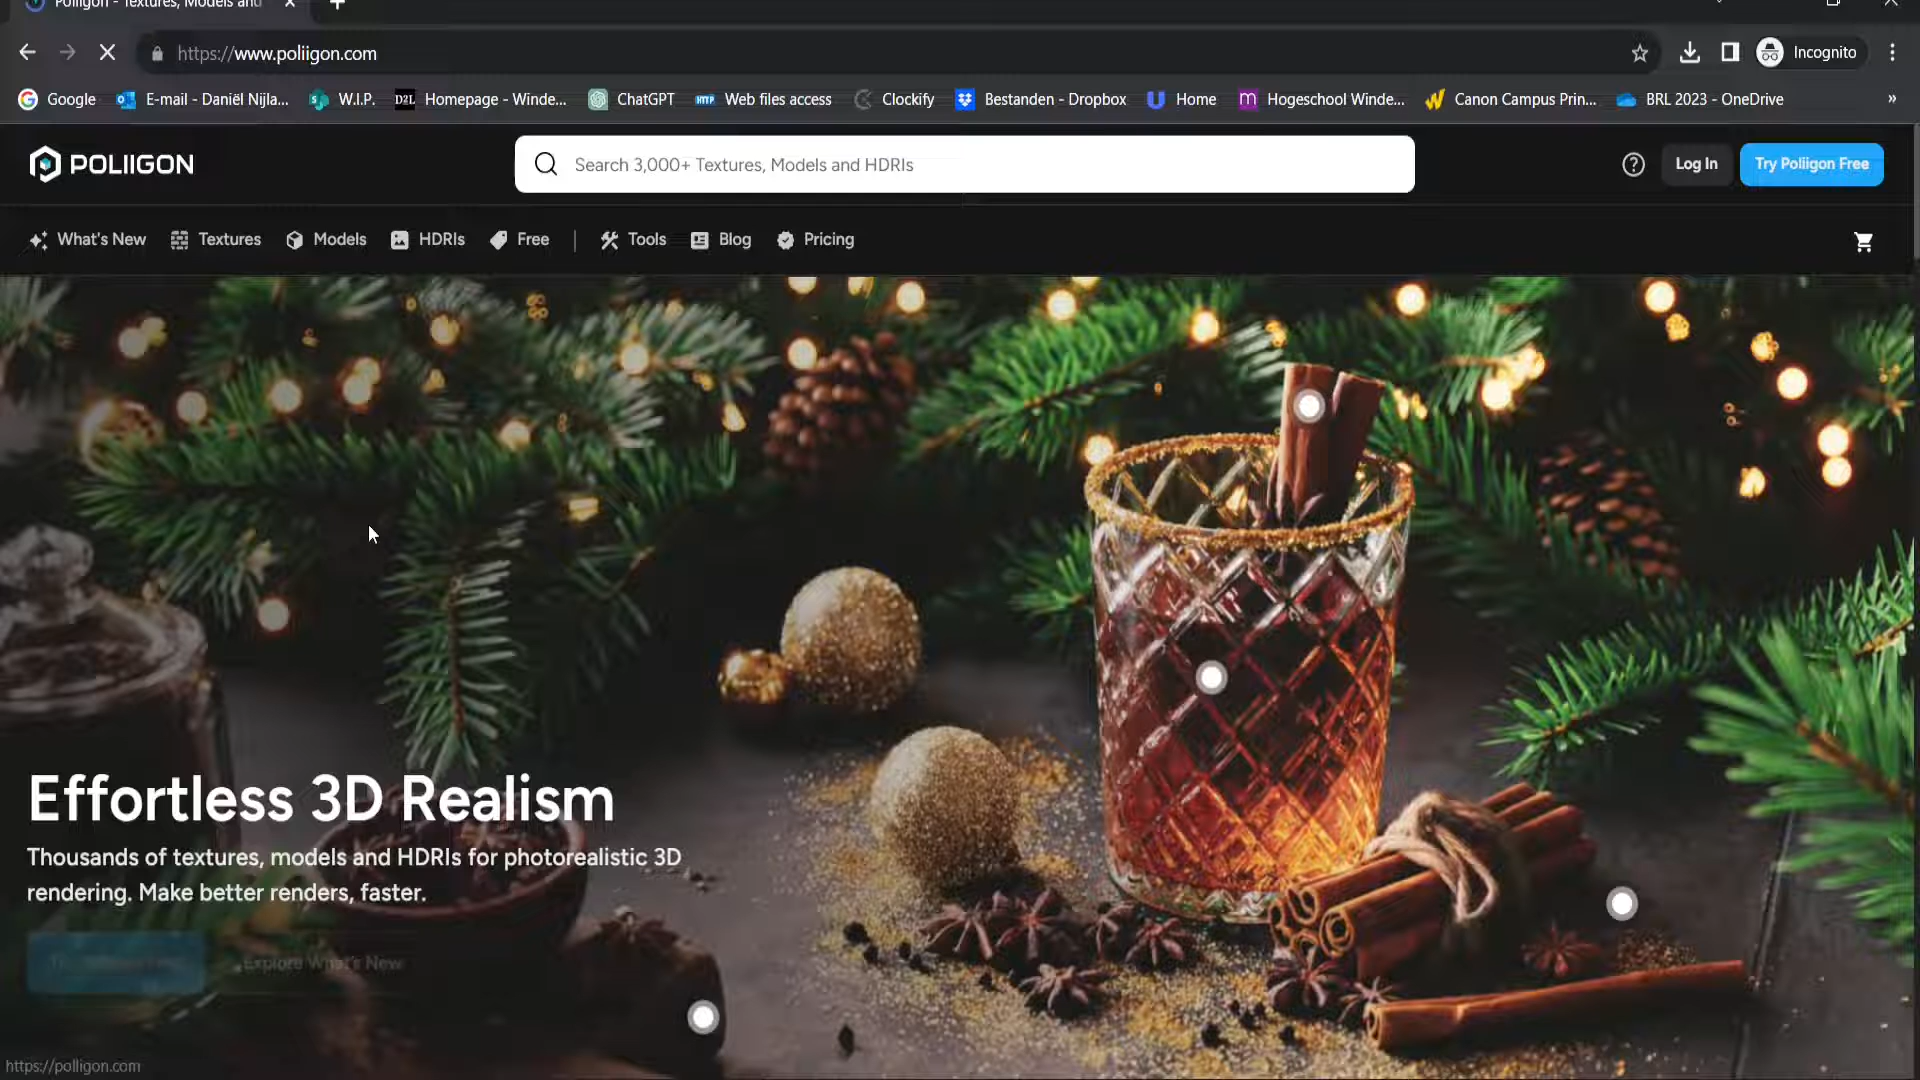 Poliigon - Textures, Models and
https://www.poliigon.com
Incognito
Google
E-mail - Daniël Nijla...
W.I.P.
D2L Homepage - Winde...
ChatGPT
HTTP Web files access
Clockify
Bestanden - Dropbox
Home
Hogeschool Winde...
Canon Campus Prin...
BRL 2023 - OneDrive
»
POLIIGON
Search 3,000+ Textures, Models and HDRIs
Log In
Try Poliigon Free
What's New
Textures
Models
HDRIs
Free
Tools
Blog
Pricing
Effortless 3D Realism
Thousands of textures, models and HDRIs for photorealistic 3D
rendering. Make better renders, faster.
Explore What's New
https://poliigon.com